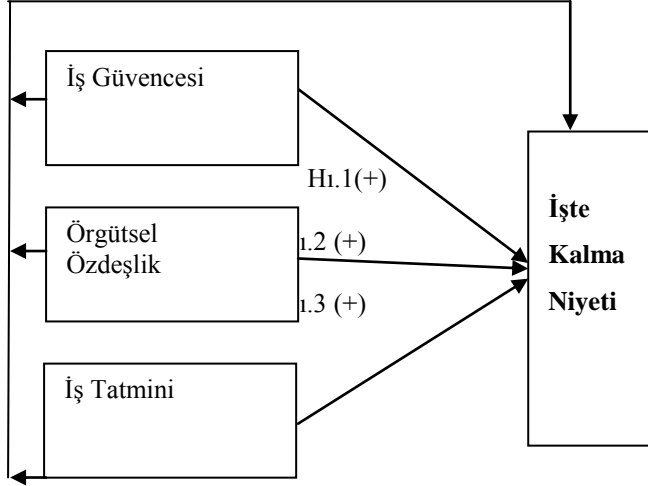 İş Güvencesi
Hı.1(+)
Örgütsel
Özdeşlik
ı.2 (+)
ı.3 (+)
İş Tatmini
İşte
Kalma
Niyeti